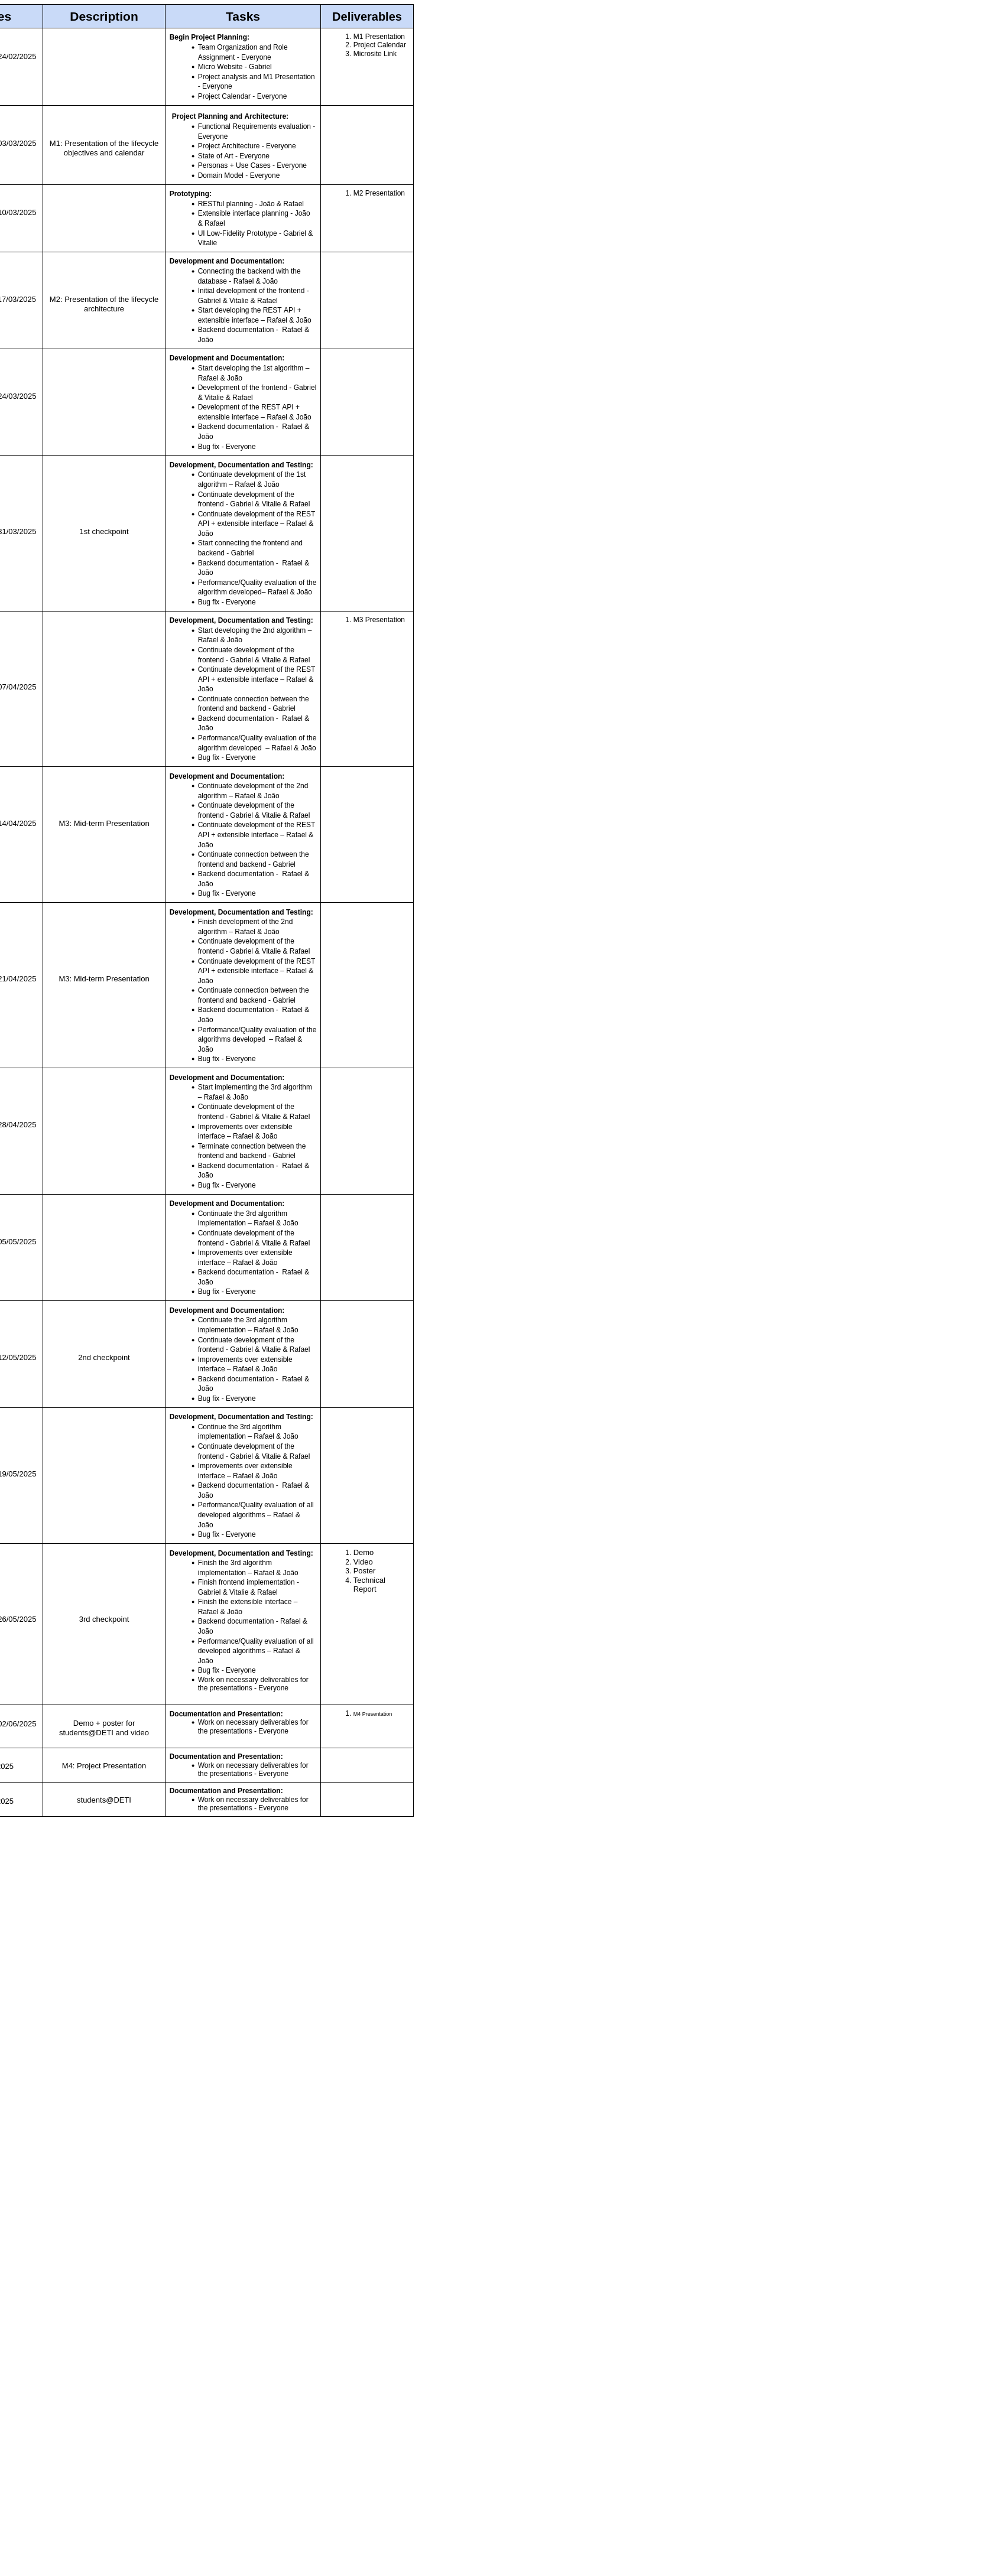 es
Description
Tasks
Deliverables
24/02/2025
Begin Project Planning:
• Team Organization and Role
Assignment - Everyone
• Micro Website - Gabriel
• Project analysis and M1 Presentation
- Everyone
• Project Calendar - Everyone
1. M1 Presentation
2. Project Calendar
3. Microsite Link
03/03/2025
M1: Presentation of the lifecycle
objectives and calendar
Project Planning and Architecture:
• Functional Requirements evaluation -
Everyone
• Project Architecture - Everyone
• State of Art - Everyone
• Personas + Use Cases - Everyone
• Domain Model - Everyone
10/03/2025
Prototyping:
• RESTful planning - João & Rafael
• Extensible interface planning - João
& Rafael
• UI Low-Fidelity Prototype - Gabriel &
Vitalie
1. M2 Presentation
17/03/2025
M2: Presentation of the lifecycle
architecture
Development and Documentation:
• Connecting the backend with the
database - Rafael & João
• Initial development of the frontend -
Gabriel & Vitalie & Rafael
• Start developing the REST API +
extensible interface – Rafael & João
• Backend documentation - Rafael &
João
24/03/2025
Development and Documentation:
• Start developing the 1st algorithm –
Rafael & João
• Development of the frontend - Gabriel
& Vitalie & Rafael
• Development of the REST API +
extensible interface – Rafael & João
• Backend documentation - Rafael &
João
• Bug fix - Everyone
31/03/2025
1st checkpoint
Development, Documentation and Testing:
• Continuate development of the 1st
algorithm – Rafael & João
• Continuate development of the
frontend - Gabriel & Vitalie & Rafael
• Continuate development of the REST
API + extensible interface – Rafael &
João
• Start connecting the frontend and
backend - Gabriel
• Backend documentation - Rafael &
João
• Performance/Quality evaluation of the
algorithm developed– Rafael & João
• Bug fix - Everyone
07/04/2025
Development, Documentation and Testing:
• Start developing the 2nd algorithm –
Rafael & João
• Continuate development of the
frontend - Gabriel & Vitalie & Rafael
• Continuate development of the REST
API + extensible interface – Rafael &
João
• Continuate connection between the
frontend and backend - Gabriel
• Backend documentation - Rafael &
João
• Performance/Quality evaluation of the
algorithm developed – Rafael & João
• Bug fix - Everyone
1. M3 Presentation
14/04/2025
M3: Mid-term Presentation
Development and Documentation:
• Continuate development of the 2nd
algorithm – Rafael & João
• Continuate development of the
frontend - Gabriel & Vitalie & Rafael
• Continuate development of the REST
API + extensible interface – Rafael &
João
• Continuate connection between the
frontend and backend - Gabriel
• Backend documentation - Rafael &
João
• Bug fix - Everyone
21/04/2025
M3: Mid-term Presentation
Development, Documentation and Testing:
• Finish development of the 2nd
algorithm – Rafael & João
• Continuate development of the
frontend - Gabriel & Vitalie & Rafael
• Continuate development of the REST
API + extensible interface – Rafael &
João
• Continuate connection between the
frontend and backend - Gabriel
• Backend documentation - Rafael &
João
• Performance/Quality evaluation of the
algorithms developed – Rafael &
João
• Bug fix - Everyone
28/04/2025
Development and Documentation:
• Start implementing the 3rd algorithm
– Rafael & João
• Continuate development of the
frontend - Gabriel & Vitalie & Rafael
• Improvements over extensible
interface – Rafael & João
• Terminate connection between the
frontend and backend - Gabriel
• Backend documentation - Rafael &
João
• Bug fix - Everyone
05/05/2025
Development and Documentation:
• Continuate the 3rd algorithm
implementation – Rafael & João
• Continuate development of the
frontend - Gabriel & Vitalie & Rafael
• Improvements over extensible
interface – Rafael & João
• Backend documentation - Rafael &
João
• Bug fix - Everyone
12/05/2025
2nd checkpoint
Development and Documentation:
• Continuate the 3rd algorithm
implementation – Rafael & João
• Continuate development of the
frontend - Gabriel & Vitalie & Rafael
• Improvements over extensible
interface – Rafael & João
• Backend documentation - Rafael &
João
• Bug fix - Everyone
19/05/2025
Development, Documentation and Testing:
• Continue the 3rd algorithm
implementation – Rafael & João
• Continuate development of the
frontend - Gabriel & Vitalie & Rafael
• Improvements over extensible
interface – Rafael & João
• Backend documentation - Rafael &
João
• Performance/Quality evaluation of all
developed algorithms – Rafael &
João
• Bug fix - Everyone
26/05/2025
3rd checkpoint
Development, Documentation and Testing:
• Finish the 3rd algorithm
implementation – Rafael & João
• Finish frontend implementation -
Gabriel & Vitalie & Rafael
• Finish the extensible interface –
Rafael & João
• Backend documentation - Rafael &
João
• Performance/Quality evaluation of all
developed algorithms – Rafael &
João
• Bug fix - Everyone
• Work on necessary deliverables for
the presentations - Everyone
1. Demo
2. Video
3. Poster
4. Technical
Report
02/06/2025
Demo + poster for
students@DETI and video
Documentation and Presentation:
• Work on necessary deliverables for
the presentations - Everyone
1. M4 Presentation
025
M4: Project Presentation
Documentation and Presentation:
• Work on necessary deliverables for
the presentations - Everyone
025
students@DETI
Documentation and Presentation:
• Work on necessary deliverables for
the presentations - Everyone